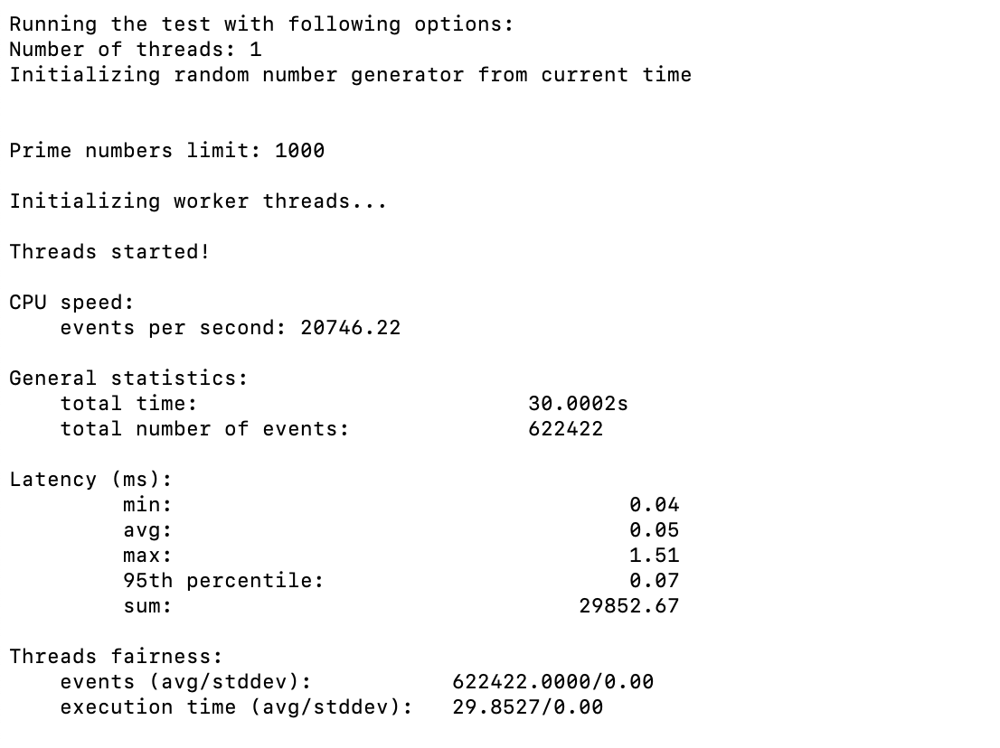 Running the test with following options:
Number of threads: 1
Initializing random number generator from current time
Prime numbers limit: 1000
Initializing worker threads...
Threads started!
CPU speed:
events per second: 20746.22
General statistics:
total time: 30.0002s
total number of events: 622422
Latency (ms):
min: 0.04
avg: 0.05
max: 1.51
95th percentile: 0.07
sum: 29852.67
Threads fairness:
events (avg/stddev): 622422.0000/0.00
execution time (avg/stddev): 29.8527/0.00